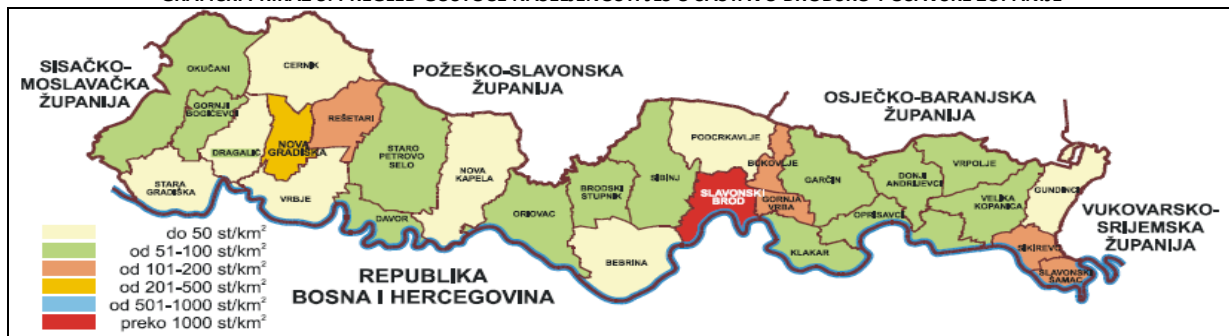 SISAČKO-
MOSLAVAČKA
ŽUPANIJA
OKUČANI
CERNIK
POŽEŠKO-SLAVONSKA
ŽUPANIJA
OSJEČKO-BARANJSKA
ŽUPANIJA
GORNJI
BOGIĆEVCI
REŠETARI
DRAGALIĆ
NOVA
GRADIŠKA
STARO
PETROVO
SELO
PODCRKAVLJE
BUKOVLJE
VRPOLJE
DONJI
ANDRIJEVCI
GARČIN
GUNDINCI
NOVA
KAPELA
STARA
GRADIŠKA
VRBJE
SIBINJ
BRODSKI
STUPNIK
SLAVONSKI
BROD
GORNJA
VRBA
VELIKA
KOPANICA
DAVOR
ORIOVAC
OPRISAVCI
VUKOVARSKO-
SRIJEMSKA
ŽUPANIJA
KLAKAR
SIKIREVCI
BEBRINA
SLAVONSKI
ŠAMAC
REPUBLIKA
BOSNA I HERCEGOVINA
do 50 st/km²
od 51-100 st/km²
od 101-200 st/km²
od 201-500 st/km²
od 501-1000 st/km²
preko 1000 st/km²